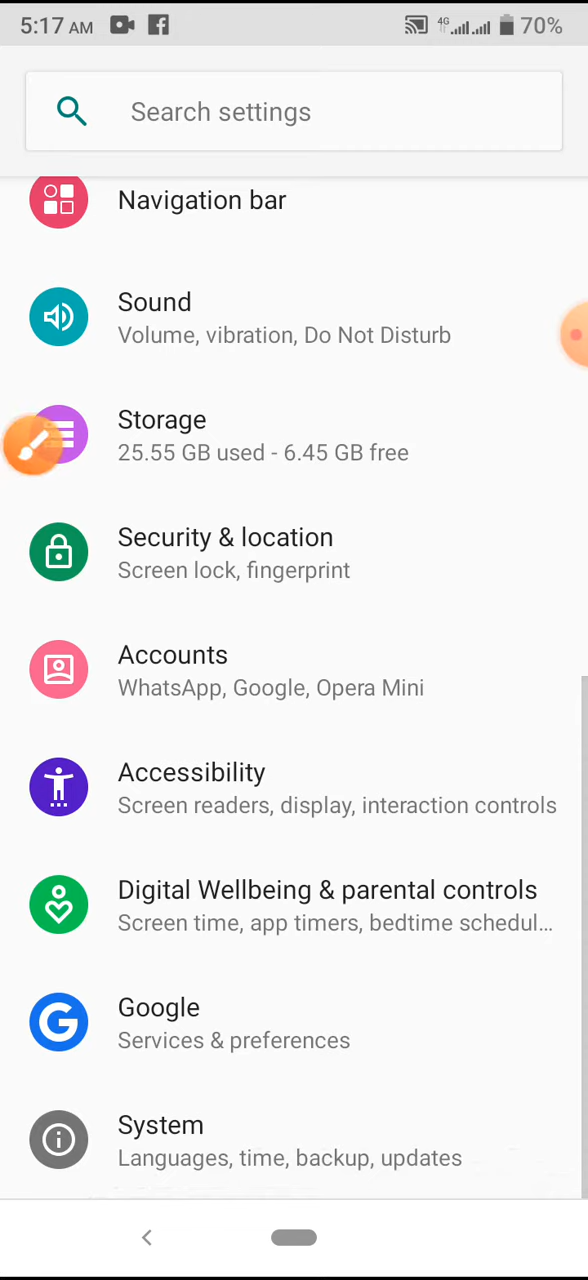 5:17 AM 4G 70%
Search settings
Navigation bar
Sound
Volume, vibration, Do Not Disturb
Storage
25.55 GB used - 6.45 GB free
Security & location
Screen lock, fingerprint
Accounts
WhatsApp, Google, Opera Mini
Accessibility
Screen readers, display, interaction controls
Digital Wellbeing & parental controls
Screen time, app timers, bedtime schedul...
Google
Services & preferences
System
Languages, time, backup, updates